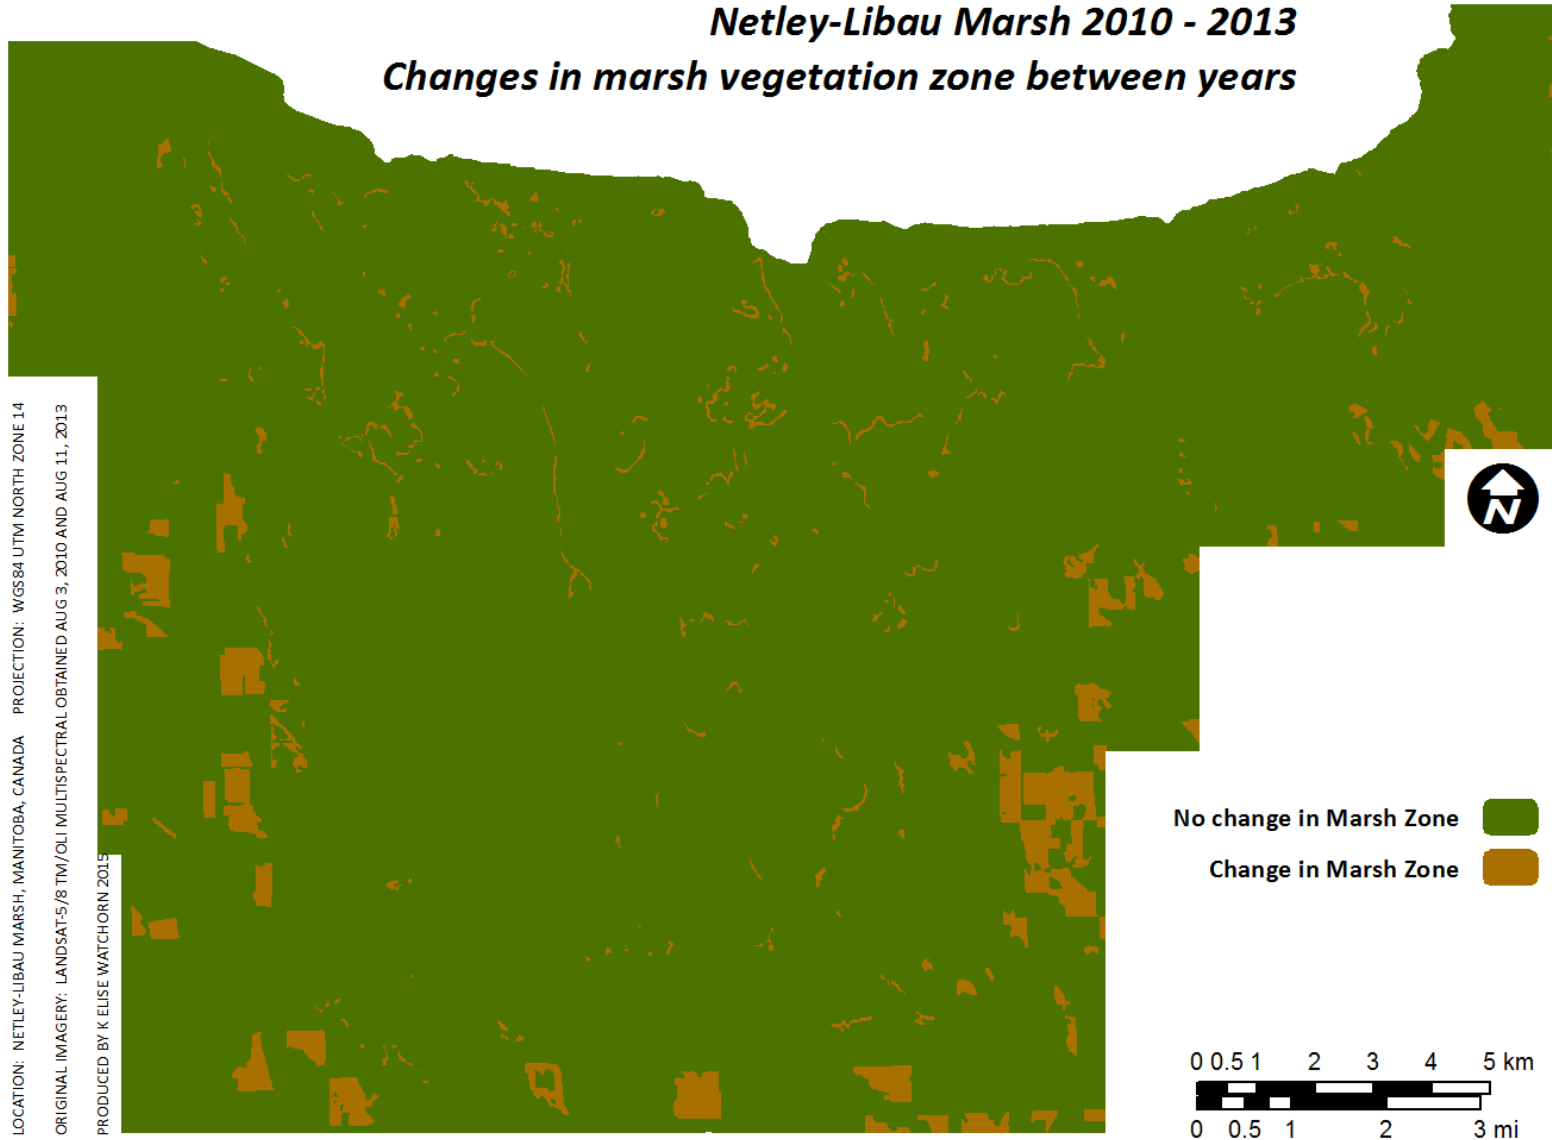 Netley-Libau Marsh 2010 - 2013
Changes in marsh vegetation zone between years
LOCATION: NETLEY-LIBAU MARSH, MANITOBA, CANADA PROJECTION: WGS84 UTM NORTH ZONE 14
ORIGINAL IMAGERY: LANDSAT-5/8 TM/OLI MULTISPECTRAL OBTAINED AUG 3, 2010 AND AUG 11, 2013
PRODUCED BY K ELISE WATCHORN 2015
N
No change in Marsh Zone
Change in Marsh Zone
0 0.5 1 2 3 4 5 km
0 0.5 1 2 3 mi